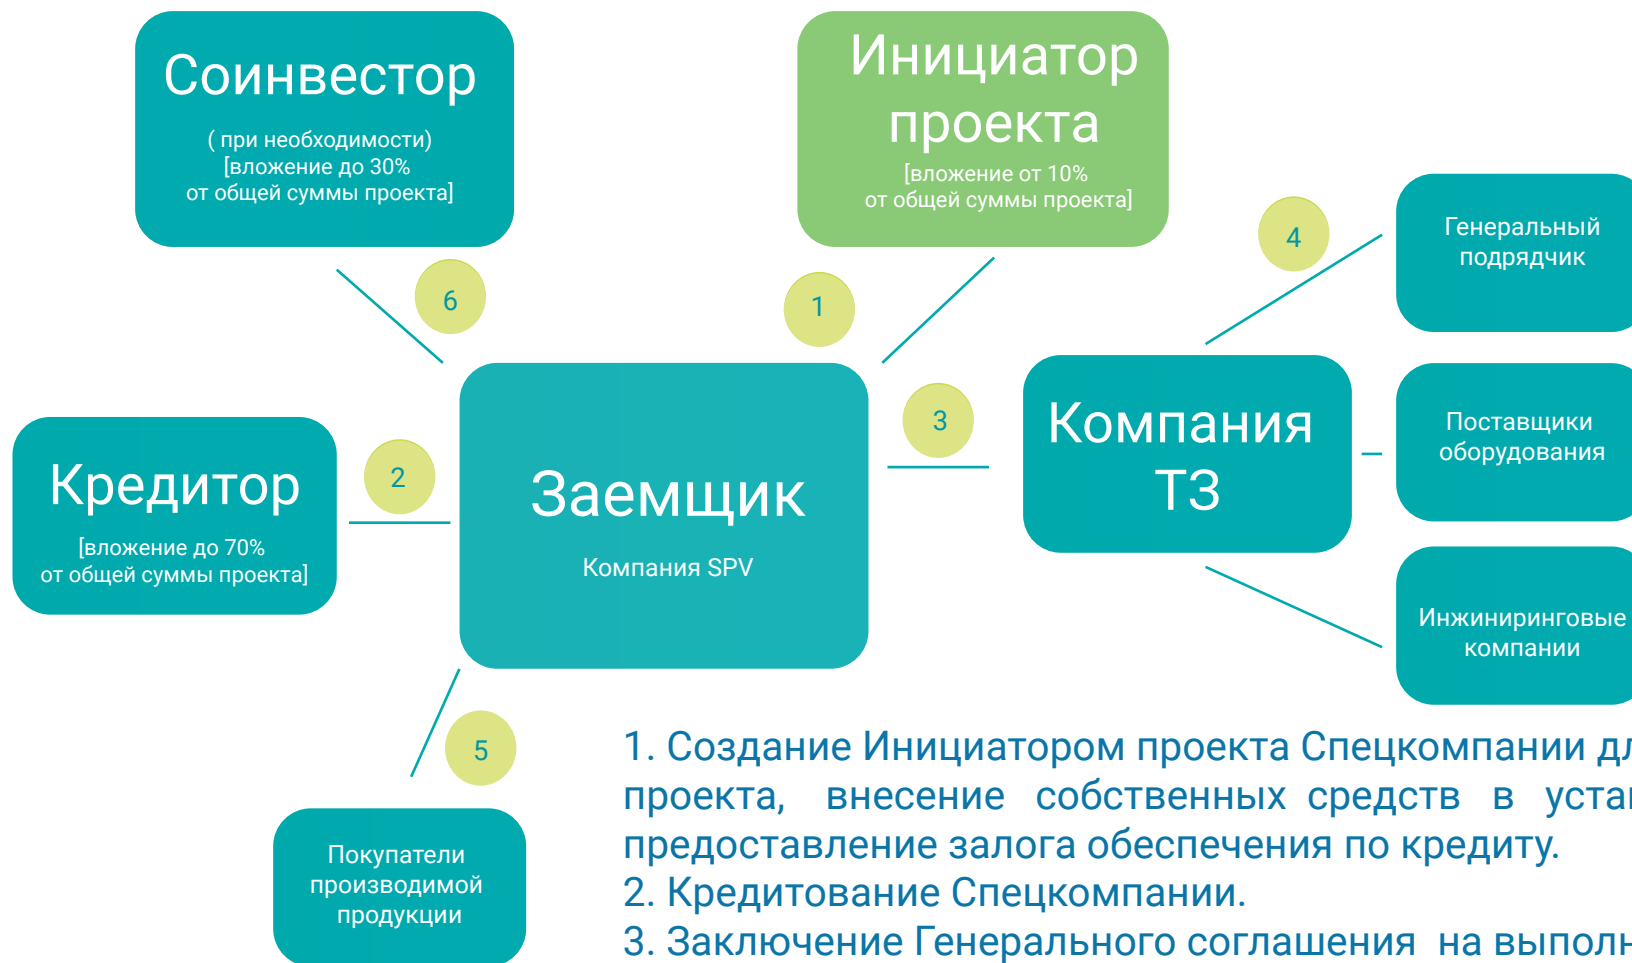 Соинвестор
( при необходимости)
[вложение до 30%
от общей суммы проекта]
Инициатор
проекта
[вложение от 10%
от общей суммы проекта]
4
Генеральный
подрядчик
6
1
3
Компания
ТЗ
Поставщики
оборудования
Кредитор
[вложение до 70%
от общей суммы проекта]
2
Заемщик
Компания SPV
Инжиниринговые
компании
5
Покупатели
производимой
продукции
1. Создание Инициатором проекта Спецкомпании
проекта, внесение собственных средств в
предоставление залога обеспечения по кредиту.
2. Кредитование Спецкомпании.
3. Заключение Генерального соглашения на